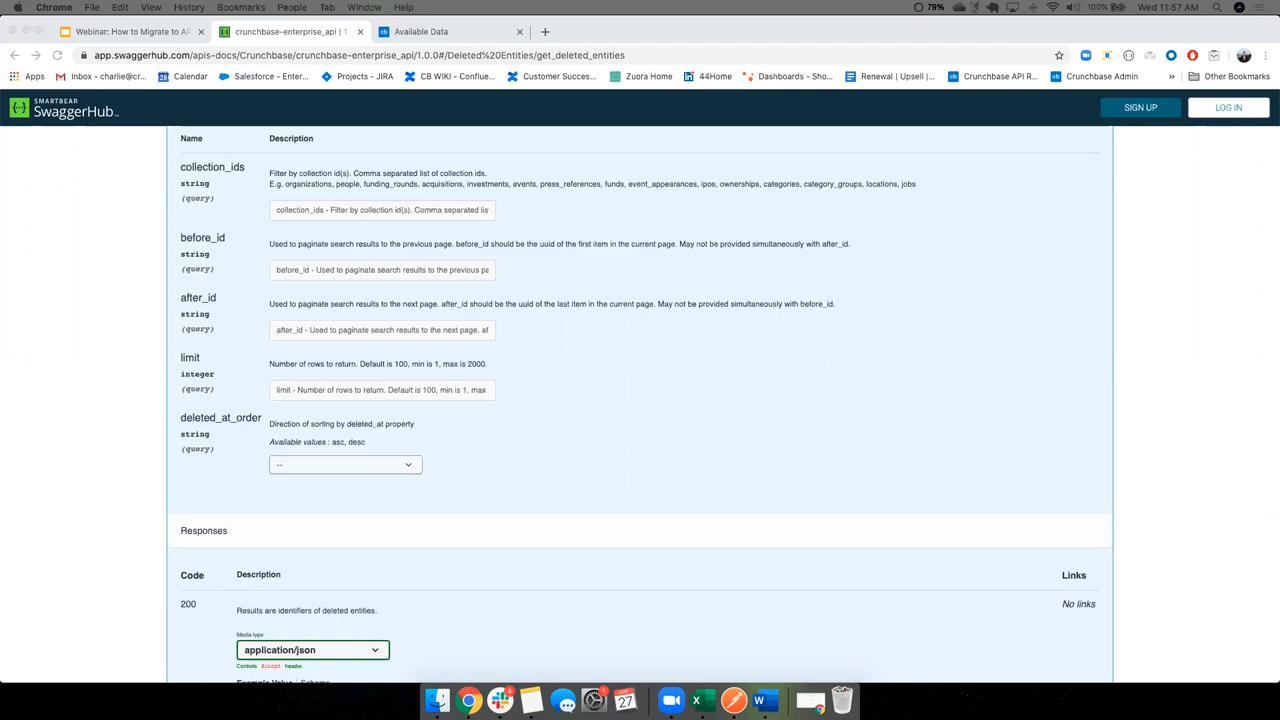 Chrome File Edit View History Bookmarks People Tab Window Help 79% 100% Wed 11:57 AM
Webinar: How to Migrate to AP × crunchbase-enterprise_api | 1. × Available Data × +
app.swaggerhub.com/apis-docs/Crunchbase/crunchbase-enterprise_api/1.0.0#/Deleted%20Entities/get_deleted_entities
Apps Inbox - charlie@cr... Calendar Salesforce - Enter... Projects - JIRA CB WIKI - Conflue... Customer Succes... Zuora Home 44Home Dashboards - Sho... Renewal | Upsell |... Crunchbase API R... Crunchbase Admin » Other Bookmarks
SMARTBEAR
SwaggerHub
SIGN UP LOG IN
Name Description
collection_ids
string
(query)
Filter by collection id(s). Comma separated list of collection ids.
E.g. organizations, people, funding_rounds, acquisitions, investments, events, press_references, funds, event_appearances, ipos, ownerships, categories, category_groups, locations, jobs
collection_ids - Filter by collection id(s). Comma separated lis
before_id
string
(query)
Used to paginate search results to the previous page. before_id should be the uuid of the first item in the current page. May not be provided simultaneously with after_id.
before_id - Used to paginate search results to the previous pa
after_id
string
(query)
Used to paginate search results to the next page. after_id should be the uuid of the last item in the current page. May not be provided simultaneously with before_id.
after_id - Used to paginate search results to the next page. af
limit
integer
(query)
Number of rows to return. Default is 100, min is 1, max is 2000.
limit - Number of rows to return. Default is 100, min is 1, max
deleted_at_order
string
(query)
Direction of sorting by deleted_at property
Available values : asc, desc
--
Responses
Code Description Links
200 Results are identifiers of deleted entities. No links
Media type
application/json
Controls Accept header.
Example Value | Schema